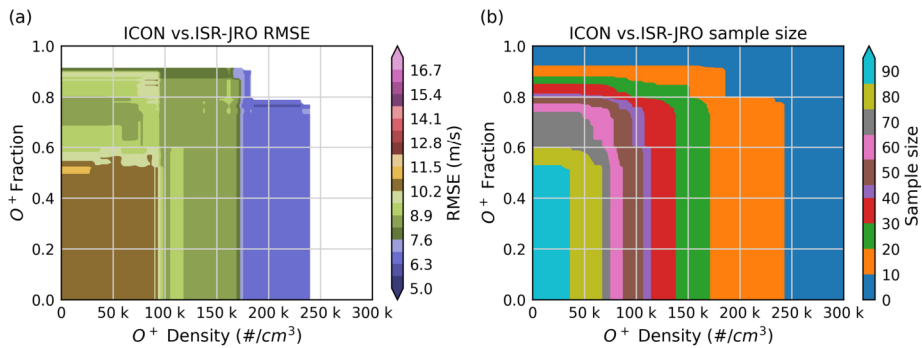 (a)
ICON vs.ISR-JRO RMSE
1.0
0.8
0.6
0.4
0.2
0.0
O⁺ Fraction
0 50 k 100 k 150 k 200 k 250 k 300 k
O⁺ Density (#/cm³)
16.7
15.4
14.1
12.8
11.5
10.2
8.9
7.6
6.3
5.0
RMSE (m/s)
(b)
ICON vs.ISR-JRO sample size
1.0
0.8
0.6
0.4
0.2
0.0
O⁺ Fraction
0 50 k 100 k 150 k 200 k 250 k 300 k
O⁺ Density (#/cm³)
90
80
70
60
50
40
30
20
10
0
Sample size